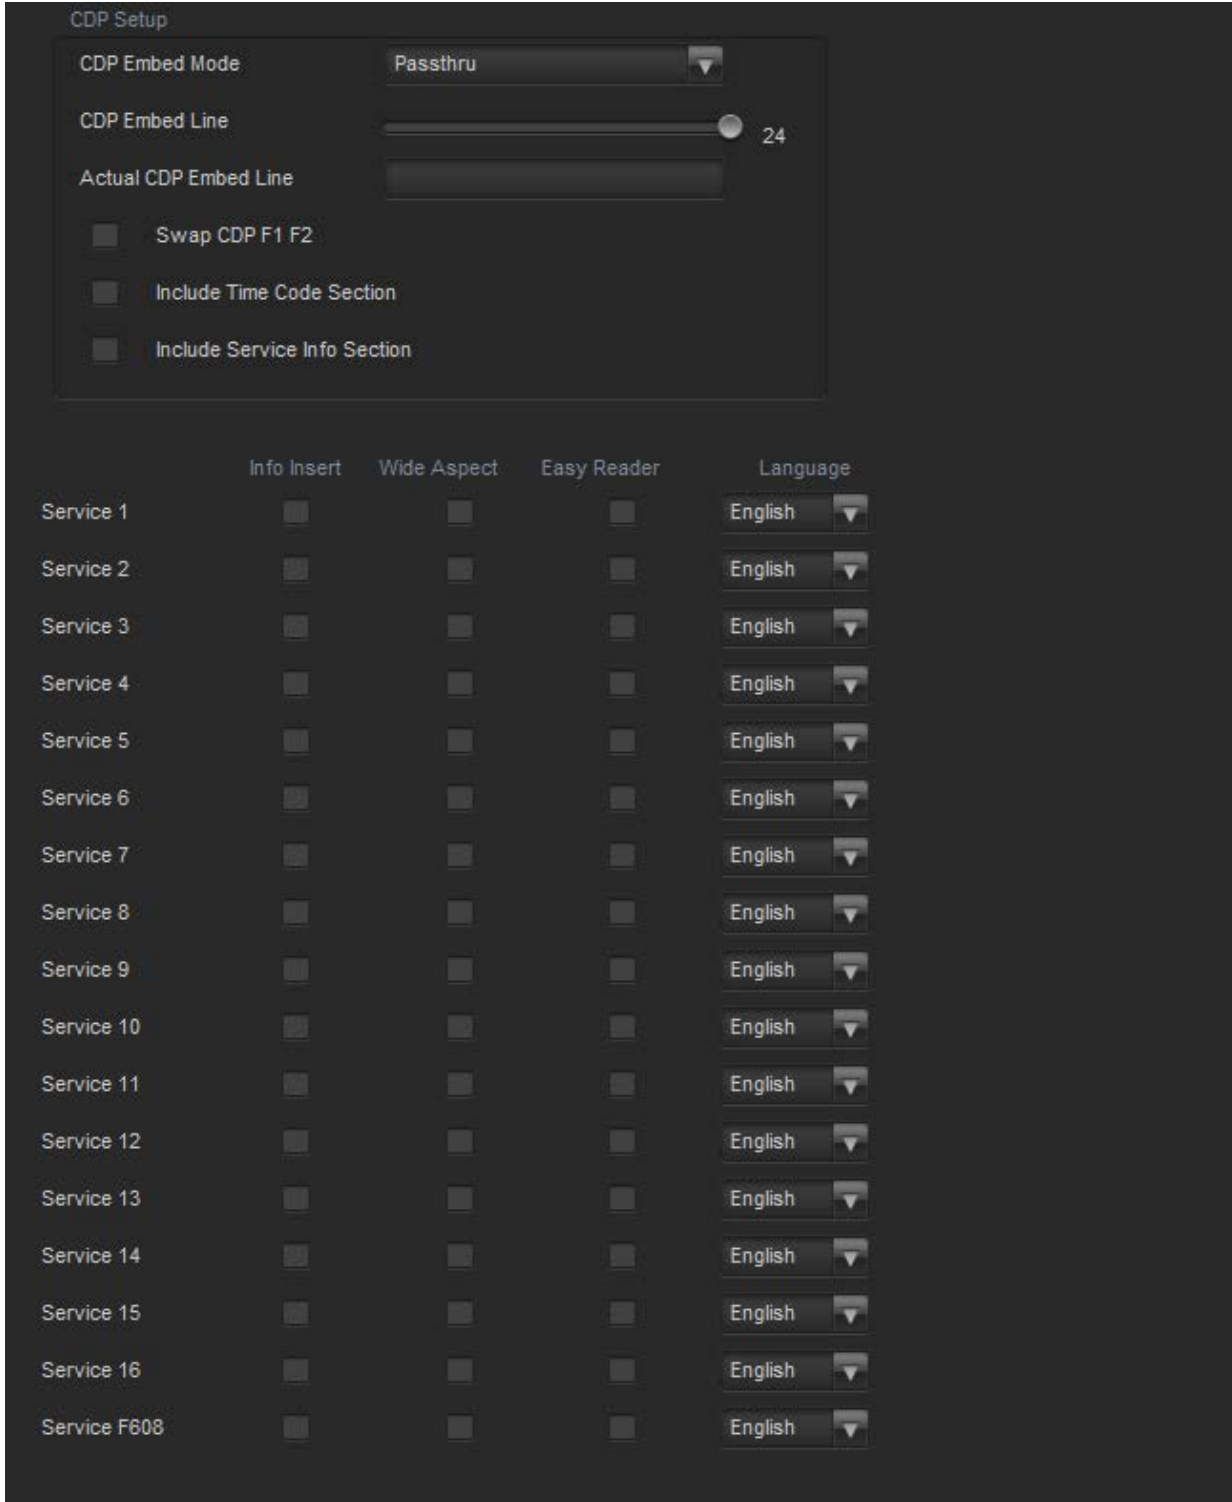 CDP Setup
CDP Embed Mode Passthru
CDP Embed Line 24
Actual CDP Embed Line
Swap CDP F1 F2
Include Time Code Section
Include Service Info Section
Info Insert Wide Aspect Easy Reader Language
Service 1 English
Service 2 English
Service 3 English
Service 4 English
Service 5 English
Service 6 English
Service 7 English
Service 8 English
Service 9 English
Service 10 English
Service 11 English
Service 12 English
Service 13 English
Service 14 English
Service 15 English
Service 16 English
Service F608 English